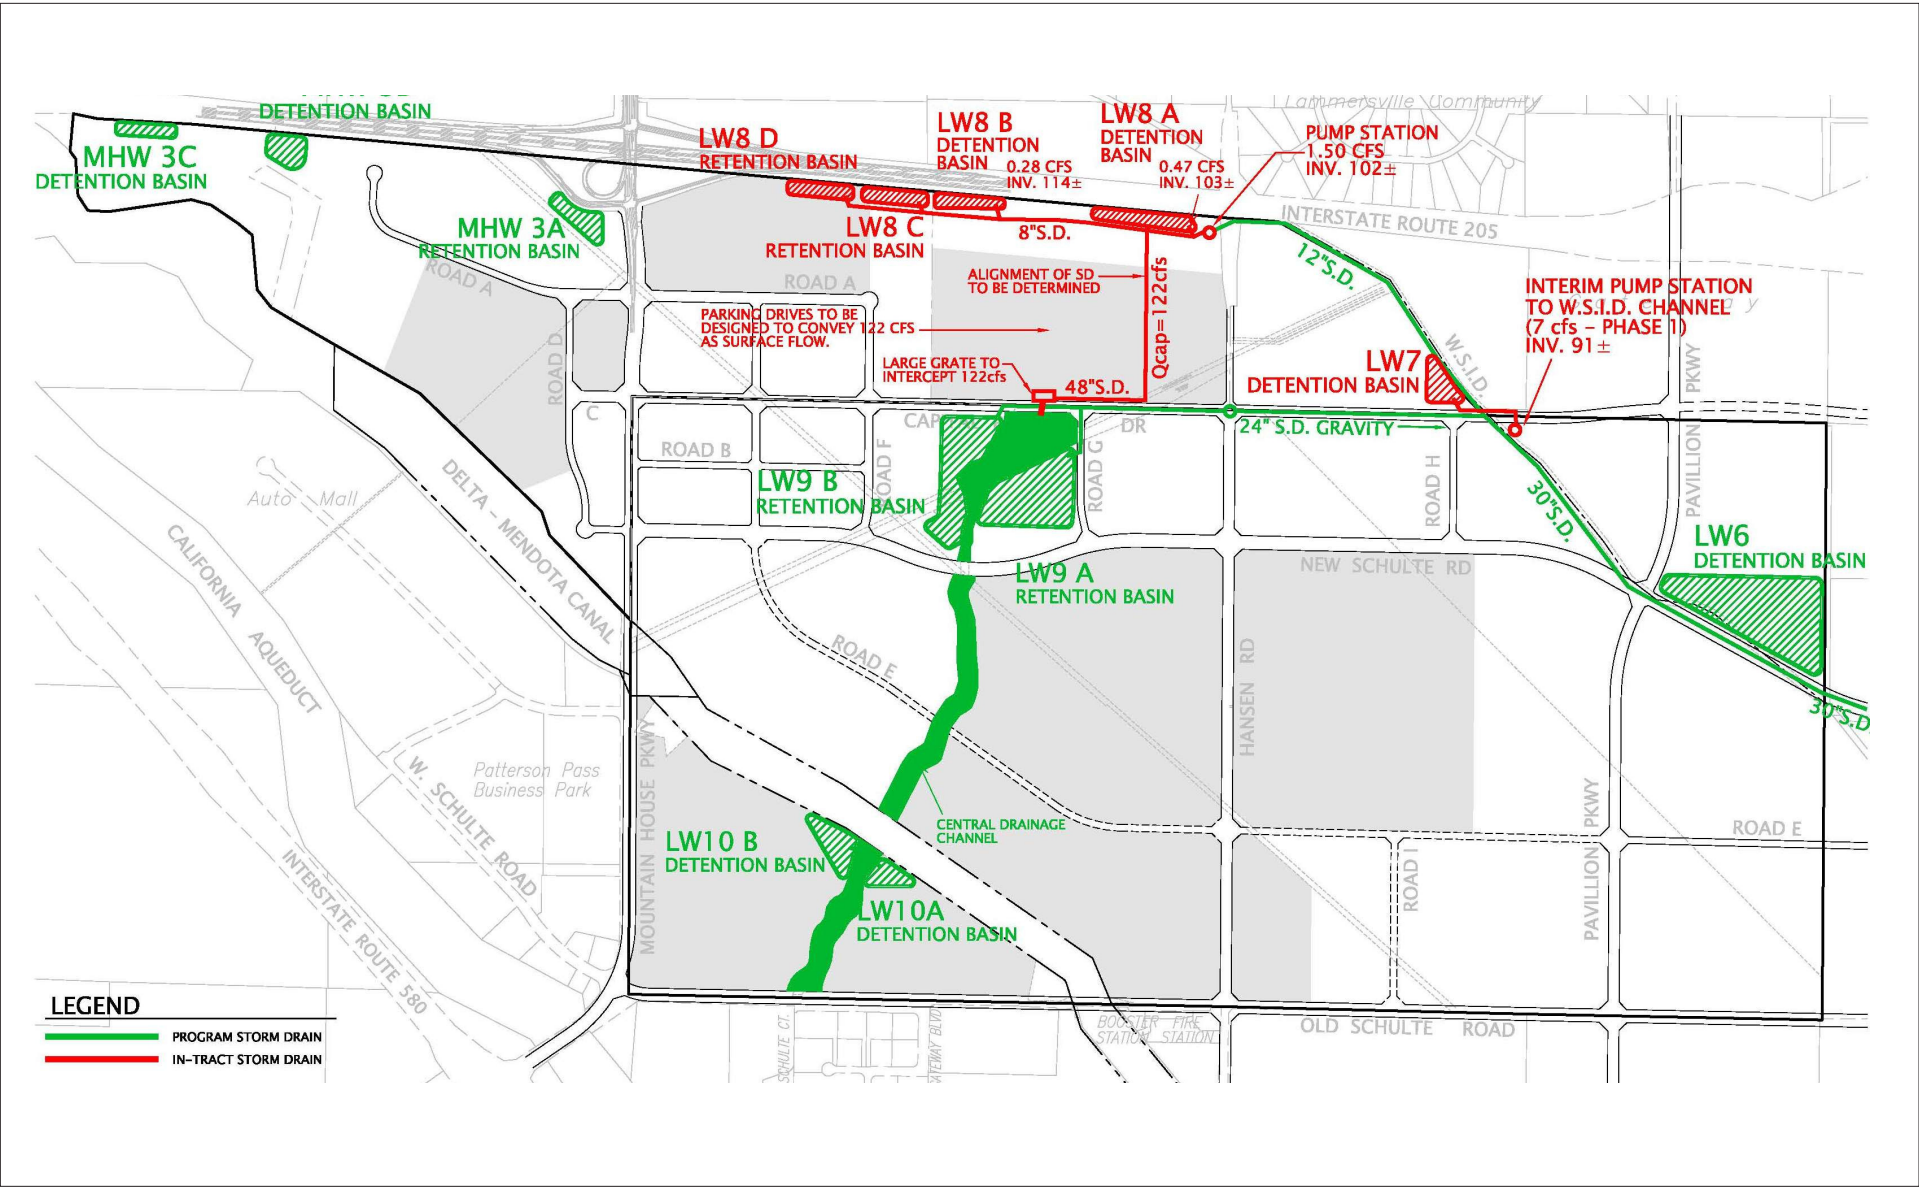 DETENTION BASIN
MHW 3C
DETENTION BASIN
MHW 3A
RETENTION BASIN
LW8 D
RETENTION BASIN
LW8 B
DETENTION
BASIN
0.28 CFS
INV. 114±
LW8 A
DETENTION
BASIN
0.47 CFS
INV. 103±
PUMP STATION
1.50 CFS
INV. 102±
Lammersville Community
INTERSTATE ROUTE 205
LW8 C
RETENTION BASIN
8"S.D.
12"S.D.
ROAD A
ROAD A
ALIGNMENT OF SD
TO BE DETERMINED
Qcap=122cfs
PARKING DRIVES TO BE
DESIGNED TO CONVEY 122 CFS
AS SURFACE FLOW.
LARGE GRATE TO
INTERCEPT 122cfs
48"S.D.
INTERIM PUMP STATION
TO W.S.I.D. CHANNEL
(7 cfs – PHASE 1)
INV. 91±
W.S.I.D
LW7
DETENTION BASIN
PAVILLION PKWY
ROAD D
C
ROAD B
ROAD F
CAP
DR
24" S.D. GRAVITY
ROAD G
ROAD H
30"S.D.
LW9 B
RETENTION BASIN
LW6
DETENTION BASIN
LW9 A
RETENTION BASIN
NEW SCHULTE RD
Auto Mall
DELTA - MENDOTA CANAL
CALIFORNIA AQUEDUCT
ROAD E
HANSEN RD
30"S.D
Patterson Pass
Business Park
W. SCHULTE ROAD
MOUNTAIN HOUSE PKWY
CENTRAL DRAINAGE
CHANNEL
LW10 B
DETENTION BASIN
LW10A
DETENTION BASIN
ROAD E
ROAD I
PAVILLION PKWY
INTERSTATE ROUTE 580
SCHULTE CT.
BOOSTER FIRE
STATION STATION
OLD SCHULTE ROAD
LEGEND
PROGRAM STORM DRAIN
IN-TRACT STORM DRAIN